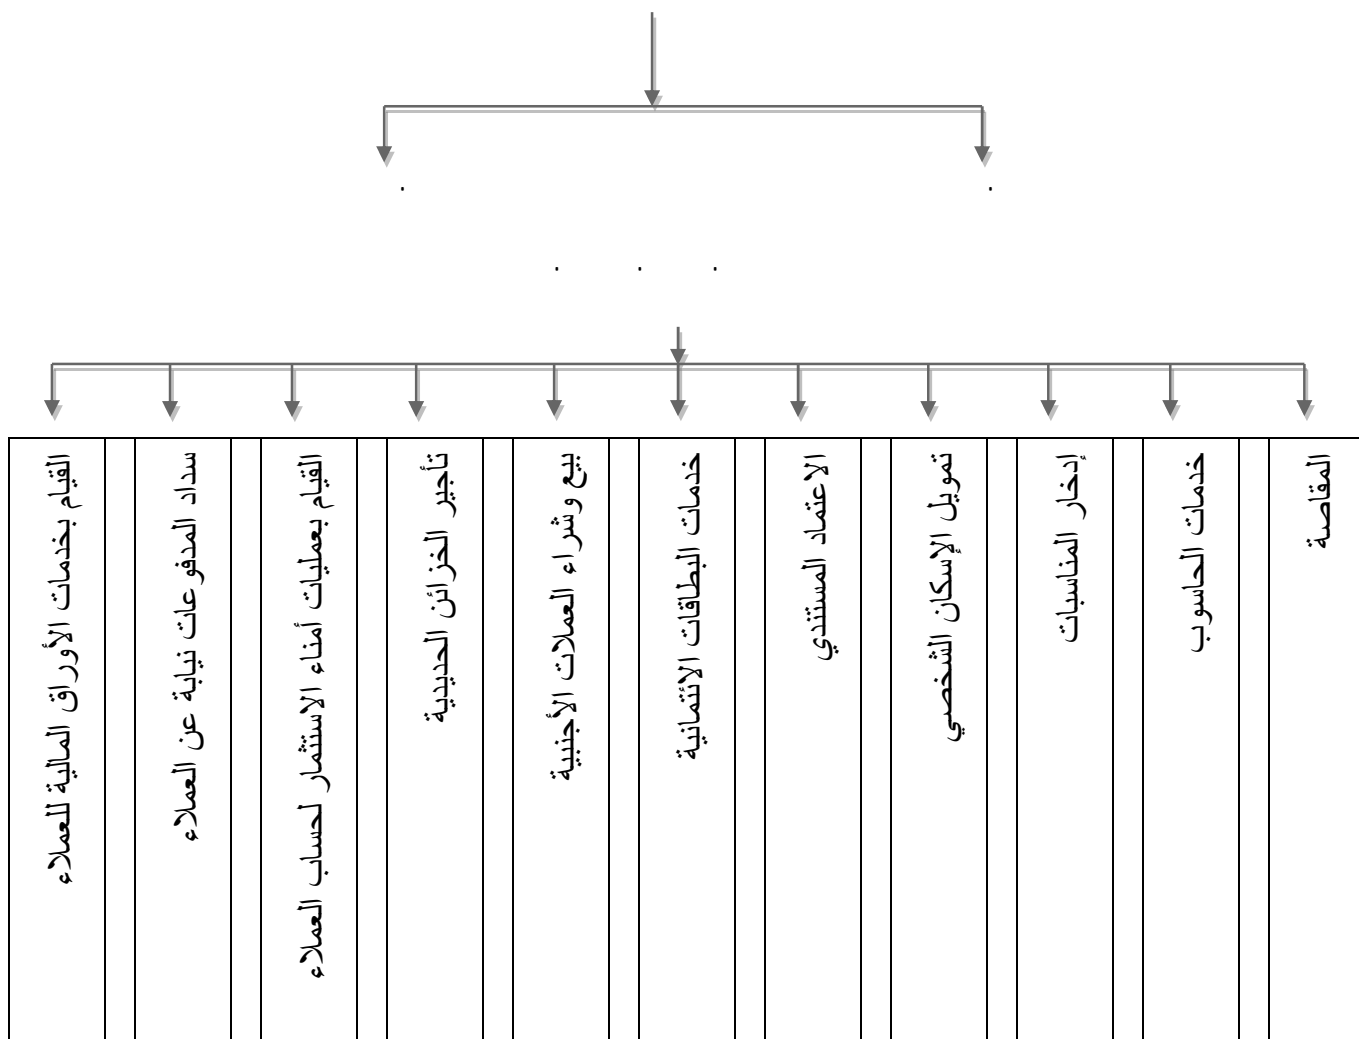 المقاصة
خدمات الحاسوب
إدخار المناسبات
تمويل الإسكان الشخصي
الاعتماد المستندي
خدمات البطاقات الائتمانية
بيع وشراء العملات الأجنبية
تأجير الخزائن الحديدية
القيام بعمليات أمناء الاستثمار لحساب العملاء
سداد المدفوعات نيابة عن العملاء
القيام بخدمات الأوراق المالية للعملاء